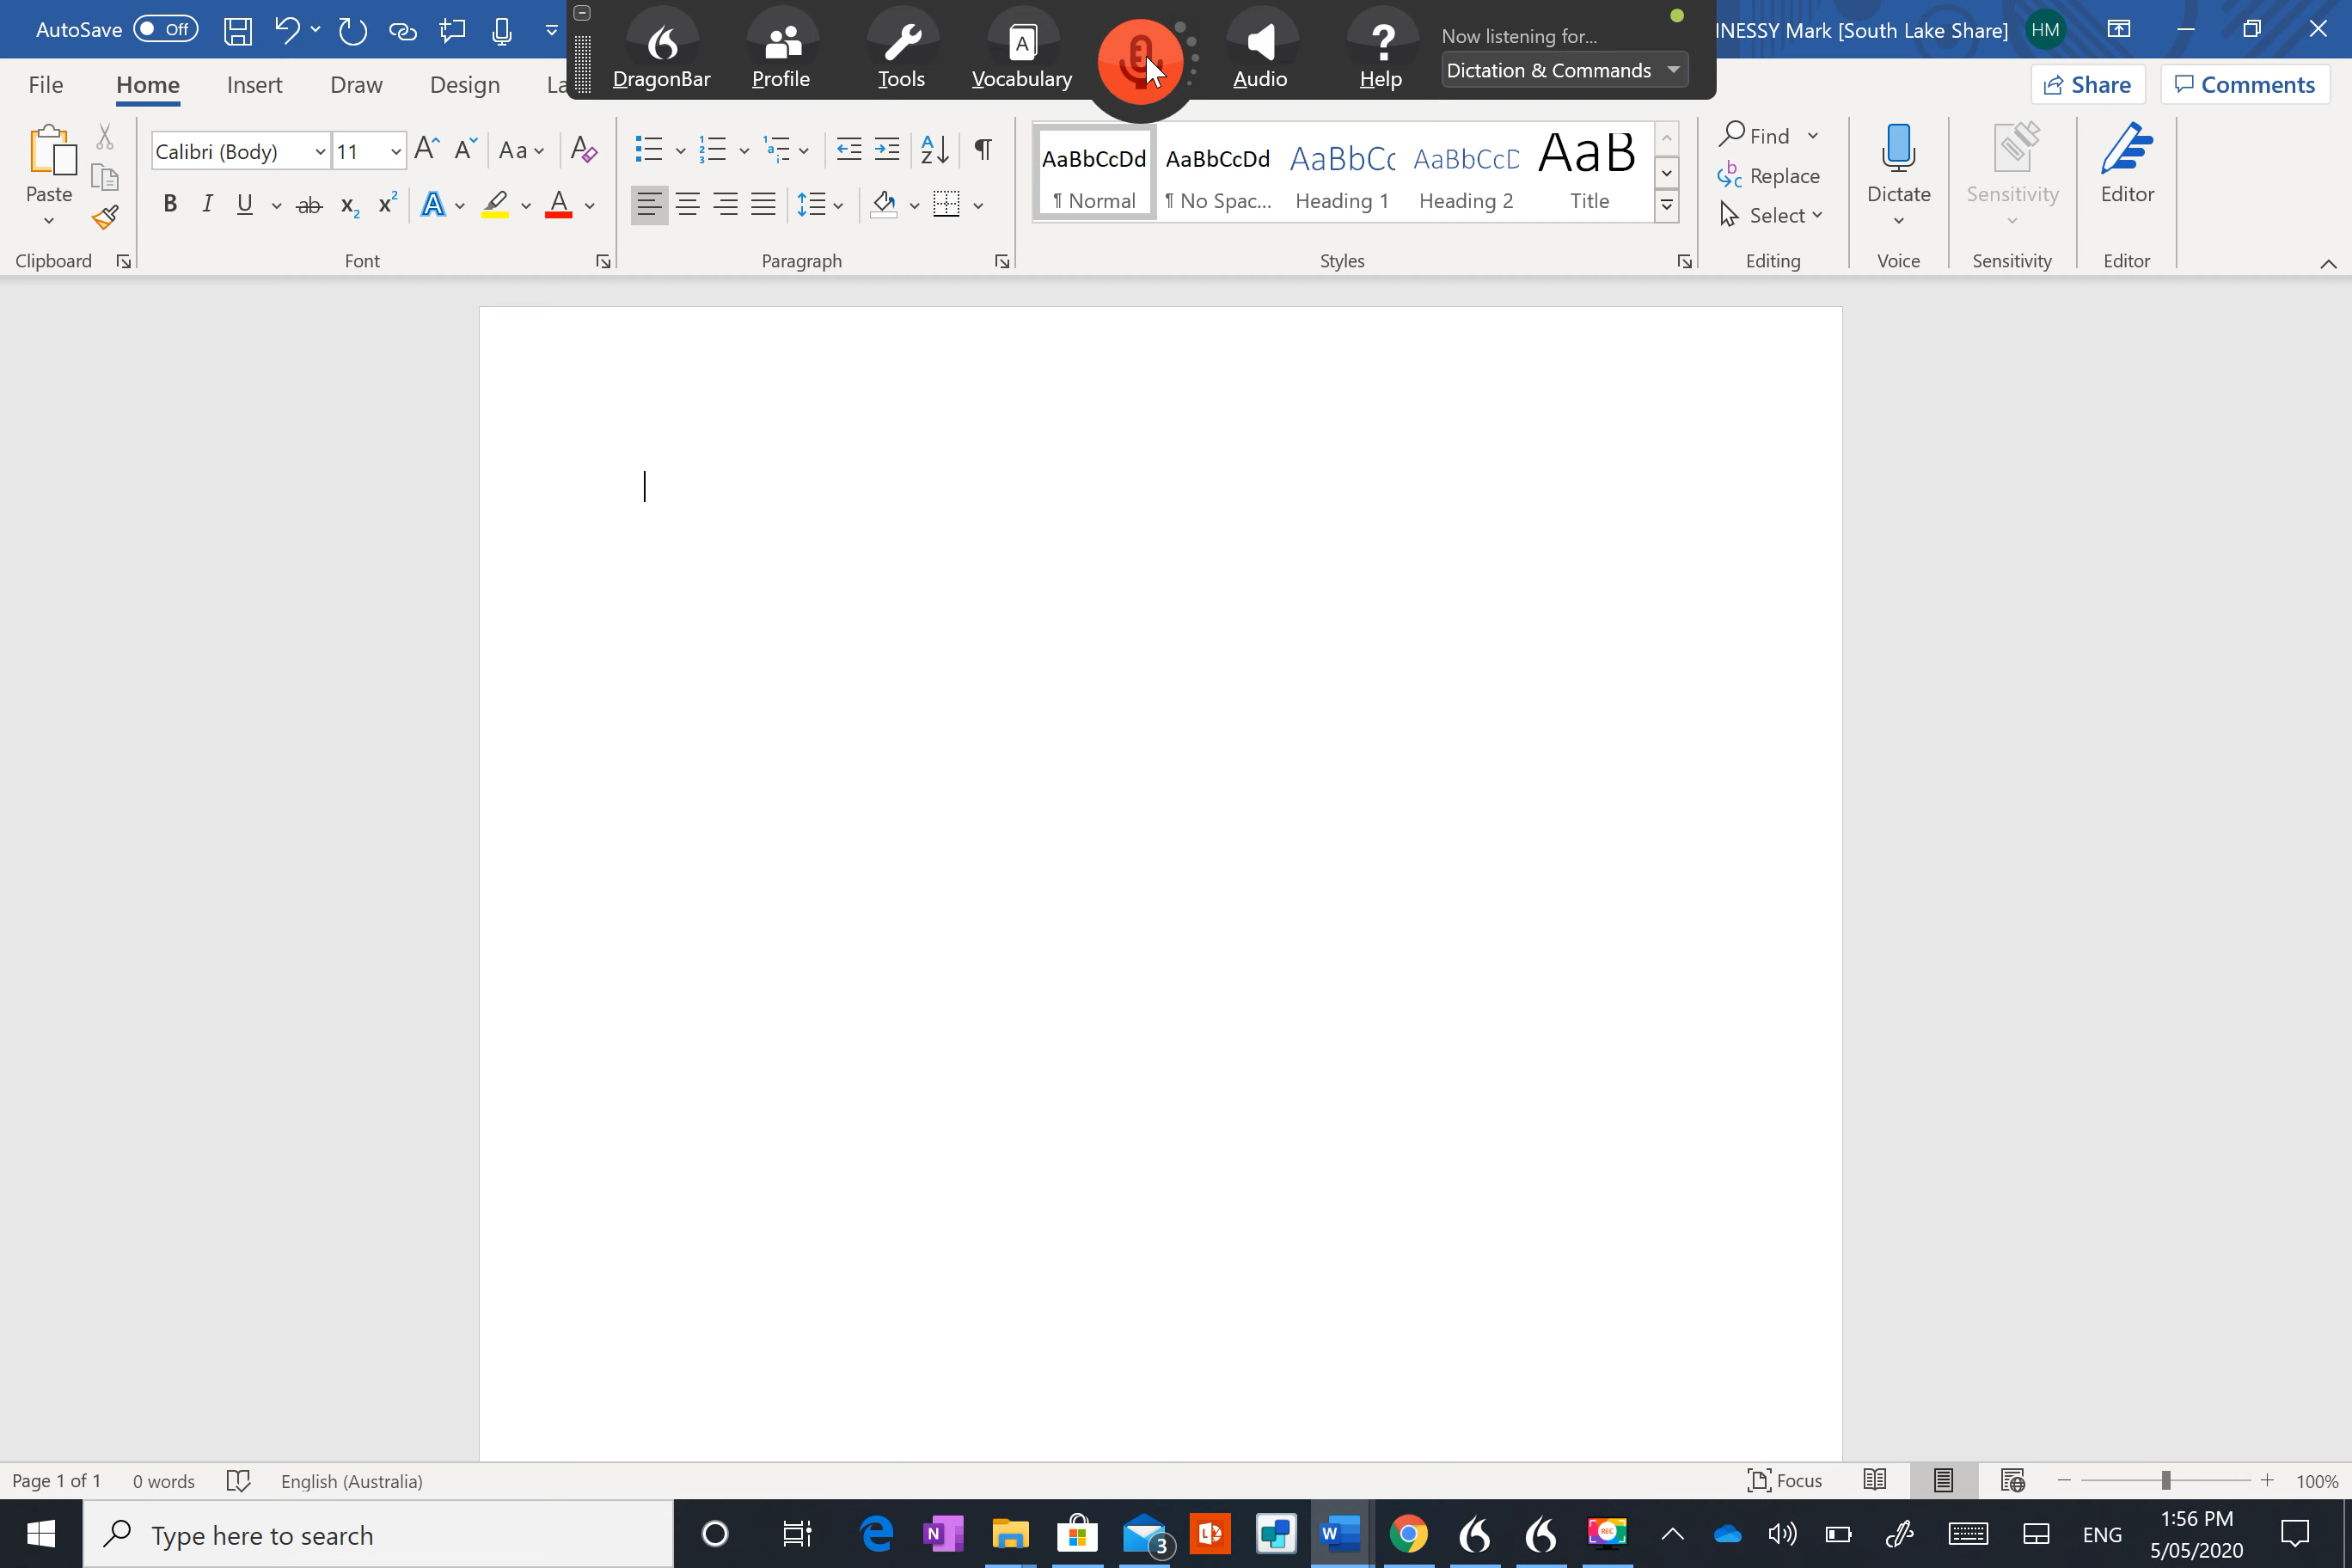 AutoSave Off
DragonBar Profile Tools Vocabulary Audio Help
Now listening for...
Dictation & Commands
INESSY Mark [South Lake Share] HM
File Home Insert Draw Design La
Share Comments
Paste
Calibri (Body) 11
AaBbCcDd AaBbCcDd AaBbCc AaBbCcD AaB
¶ Normal ¶ No Spac... Heading 1 Heading 2 Title
Find
Replace
Select
Dictate Sensitivity Editor
Clipboard Font Paragraph Styles Editing Voice Sensitivity Editor
Page 1 of 1 0 words English (Australia)
Focus 100%
Type here to search
3
REC
ENG
1:56 PM
5/05/2020